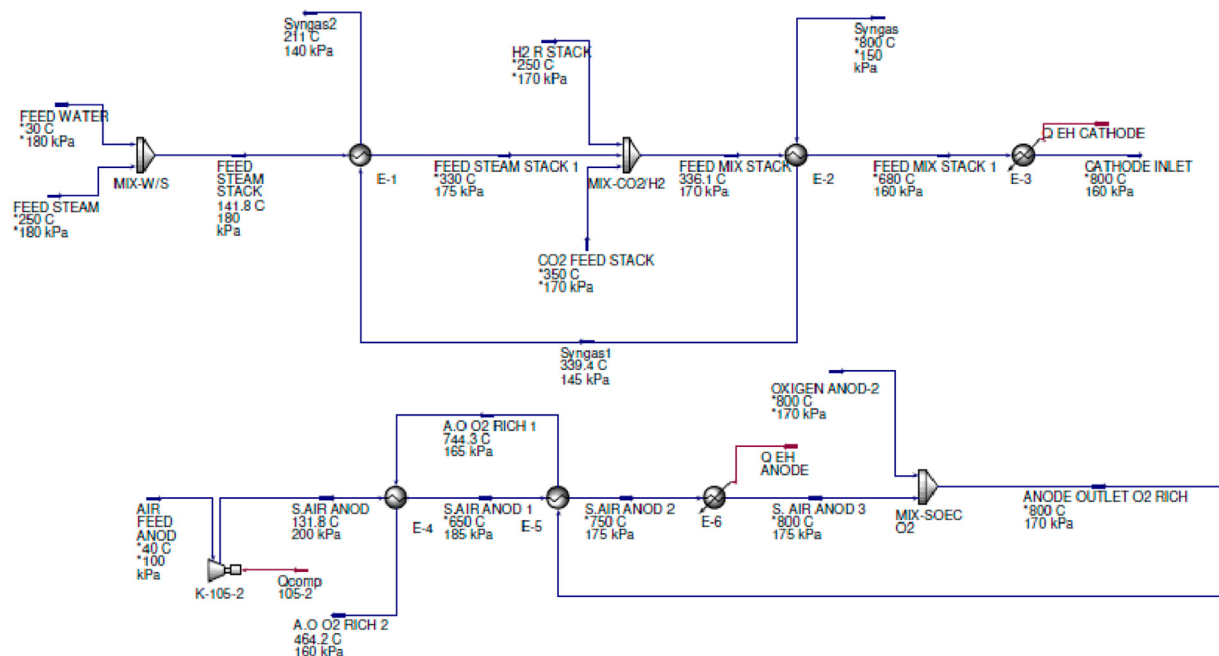 Syngas2
211 C
140 kPa
H2 R STACK
*250 C
*170 kPa
Syngas
*800 C
*150
kPa
FEED WATER
*30 C
*180 kPa
MIX-W/S
FEED STEAM
*250 C
*180 kPa
FEED
STEAM
STACK
141.8 C
180
kPa
E-1
FEED STEAM STACK 1
*330 C
175 kPa
MIX-CO2/H2
CO2 FEED STACK
*350 C
*170 kPa
FEED MIX STACK
336.1 C
170 kPa
E-2
FEED MIX STACK 1
*680 C
160 kPa
Q EH CATHODE
E-3
CATHODE INLET
*800 C
160 kPa
Syngas1
339.4 C
145 kPa
OXIGEN ANOD-2
*800 C
*170 kPa
A.O O2 RICH 1
744.3 C
165 kPa
Q EH
ANODE
AIR
FEED
ANOD
*40 C
*100
kPa
K-105-2
Qcomp
105-2
S.AIR ANOD
131.8 C
200 kPa
E-4
S.AIR ANOD 1
*650 C
185 kPa
E-5
S.AIR ANOD 2
*750 C
175 kPa
E-6
S. AIR ANOD 3
*800 C
175 kPa
MIX-SOEC
O2
ANODE OUTLET O2 RICH
*800 C
170 kPa
A.O O2 RICH 2
464.2 C
160 kPa